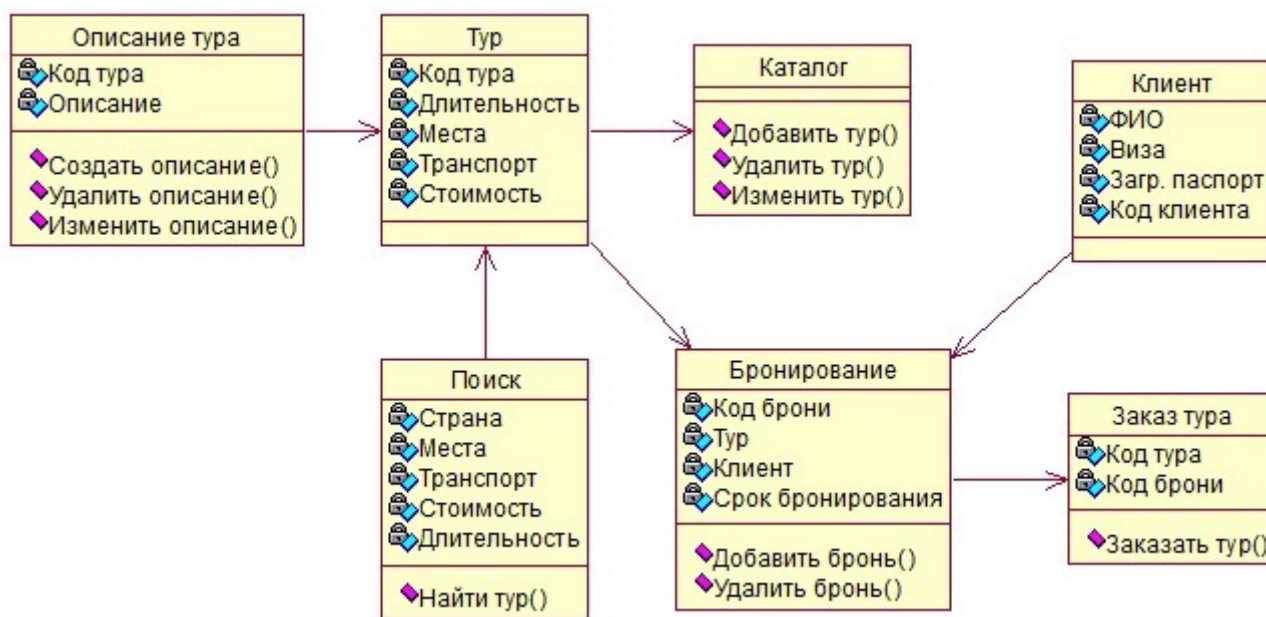 Описание тура
Код тура
Описание
Создать описание()
Удалить описание()
Изменить описание()
Тур
Код тура
Длительность
Места
Транспорт
Стоимость
Каталог
Добавить тур()
Удалить тур()
Изменить тур()
Клиент
ФИО
Виза
Загр. паспорт
Код клиента
Поиск
Страна
Места
Транспорт
Стоимость
Длительность
Найти тур()
Бронирование
Код брони
Тур
Клиент
Срок бронирования
Добавить бронь()
Удалить бронь()
Заказ тура
Код тура
Код брони
Заказать тур()